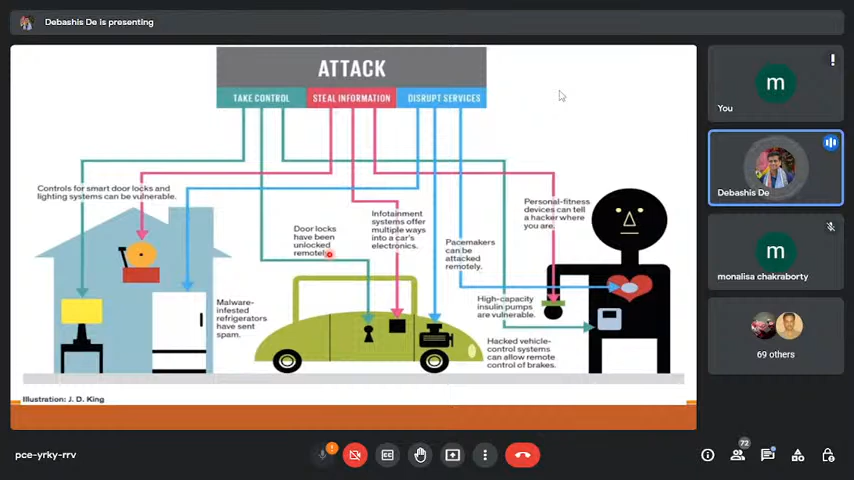 Debashis De is presenting
ATTACK
TAKE CONTROL
STEAL INFORMATION
DISRUPT SERVICES
Controls for smart door locks and
lighting systems can be vulnerable.
Door locks
have been
unlocked
remotely.
Infotainment
systems offer
multiple ways
into a car's
electronics.
Pacemakers
can be
attacked
remotely.
Personal-fitness
devices can tell
a hacker where
you are.
Malware-
infested
refrigerators
have sent
spam.
High-capacity
insulin pumps
are vulnerable.
Hacked vehicle-
control systems
can allow remote
control of brakes.
Illustration: J. D. King
m
You
Debashis De
m
monalisa chakraborty
69 others
pce-yrky-rrv
72